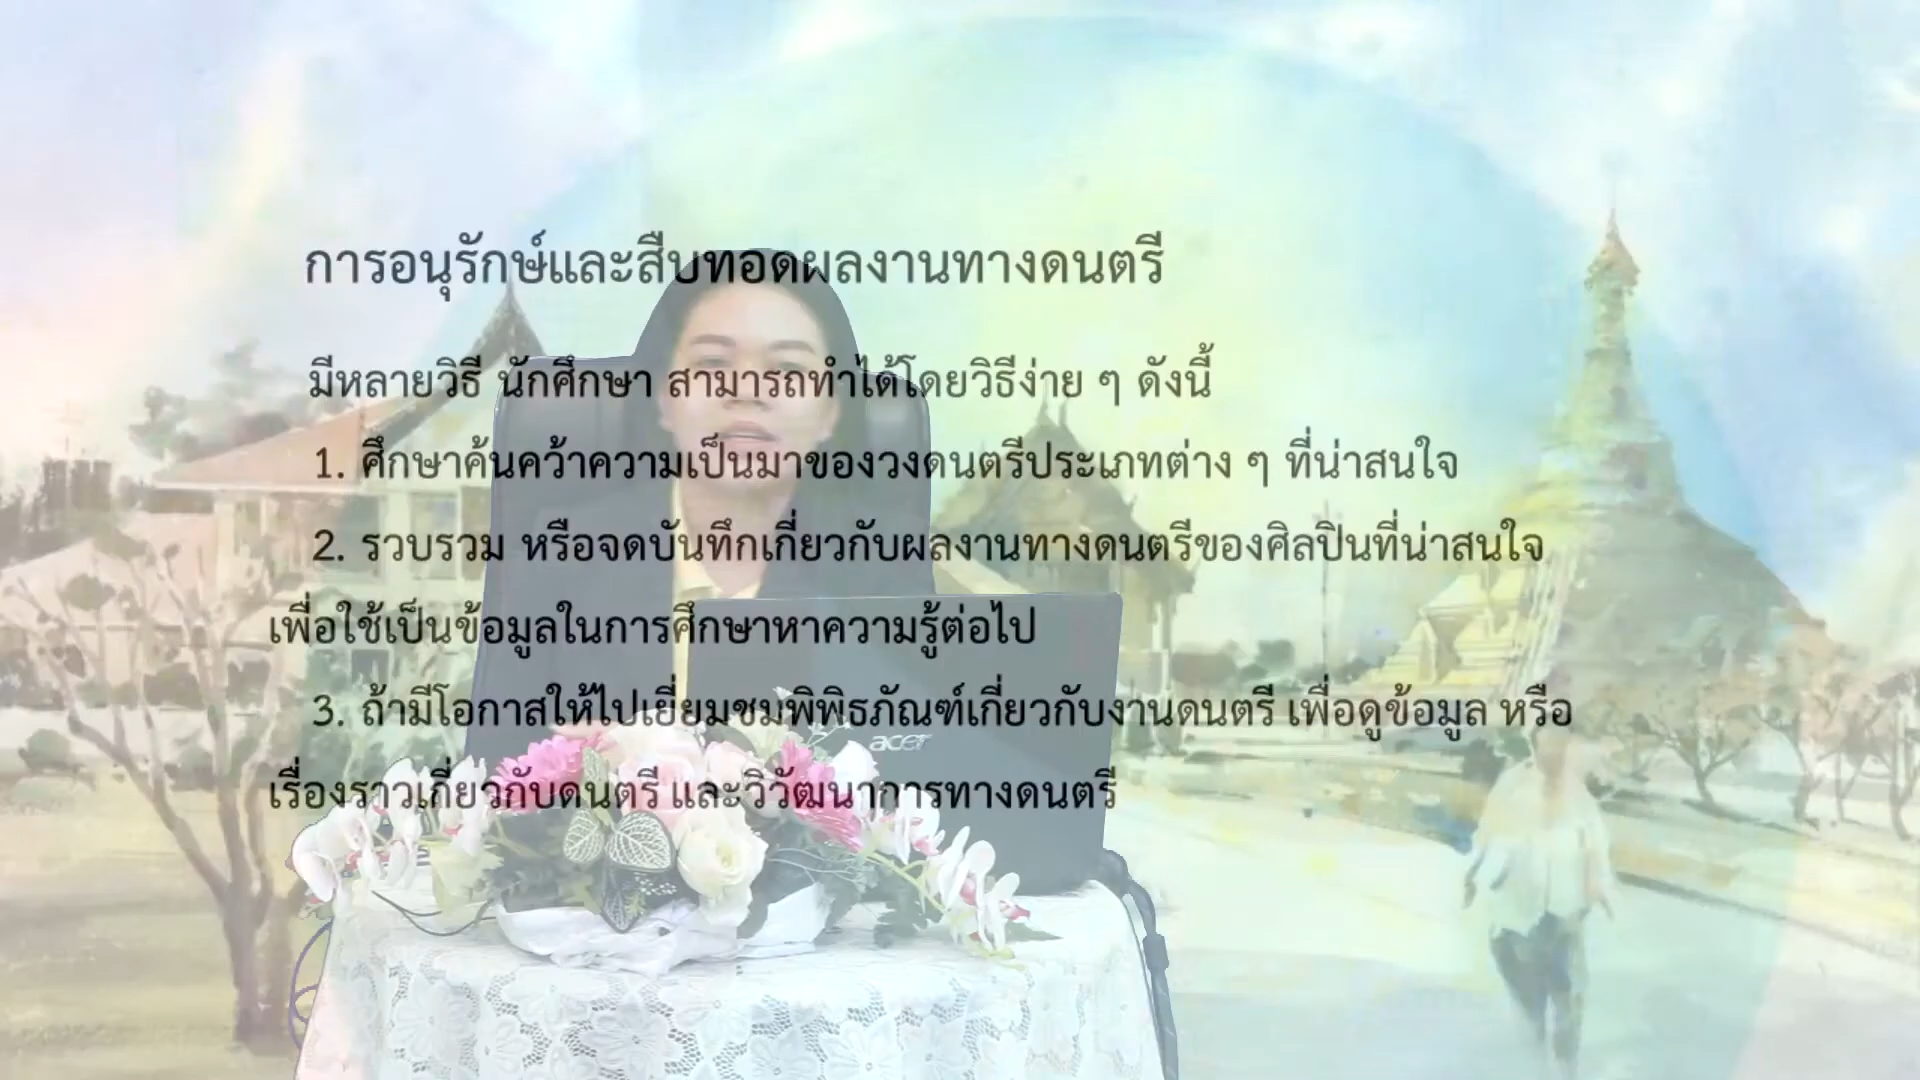 การอนุรักษ์และสืบทอดผลงานทางดนตรี
มีหลายวิธี นักศึกษา สามารถทำได้โดยวิธีง่าย ๆ ดังนี้
1. ศึกษาค้นคว้าความเป็นมาของวงดนตรีประเภทต่าง ๆ ที่น่าสนใจ
2. รวบรวม หรือจดบันทึกเกี่ยวกับผลงานทางดนตรีของศิลปินที่น่าสนใจ
เพื่อใช้เป็นข้อมูลในการศึกษาหาความรู้ต่อไป
3. ถ้ามีโอกาสให้ไปเยี่ยมชมพิพิธภัณฑ์เกี่ยวกับงานดนตรี เพื่อดูข้อมูล หรือ
acer
เรื่องราวเกี่ยวกับดนตรี และวิวัฒนาการทางดนตรี